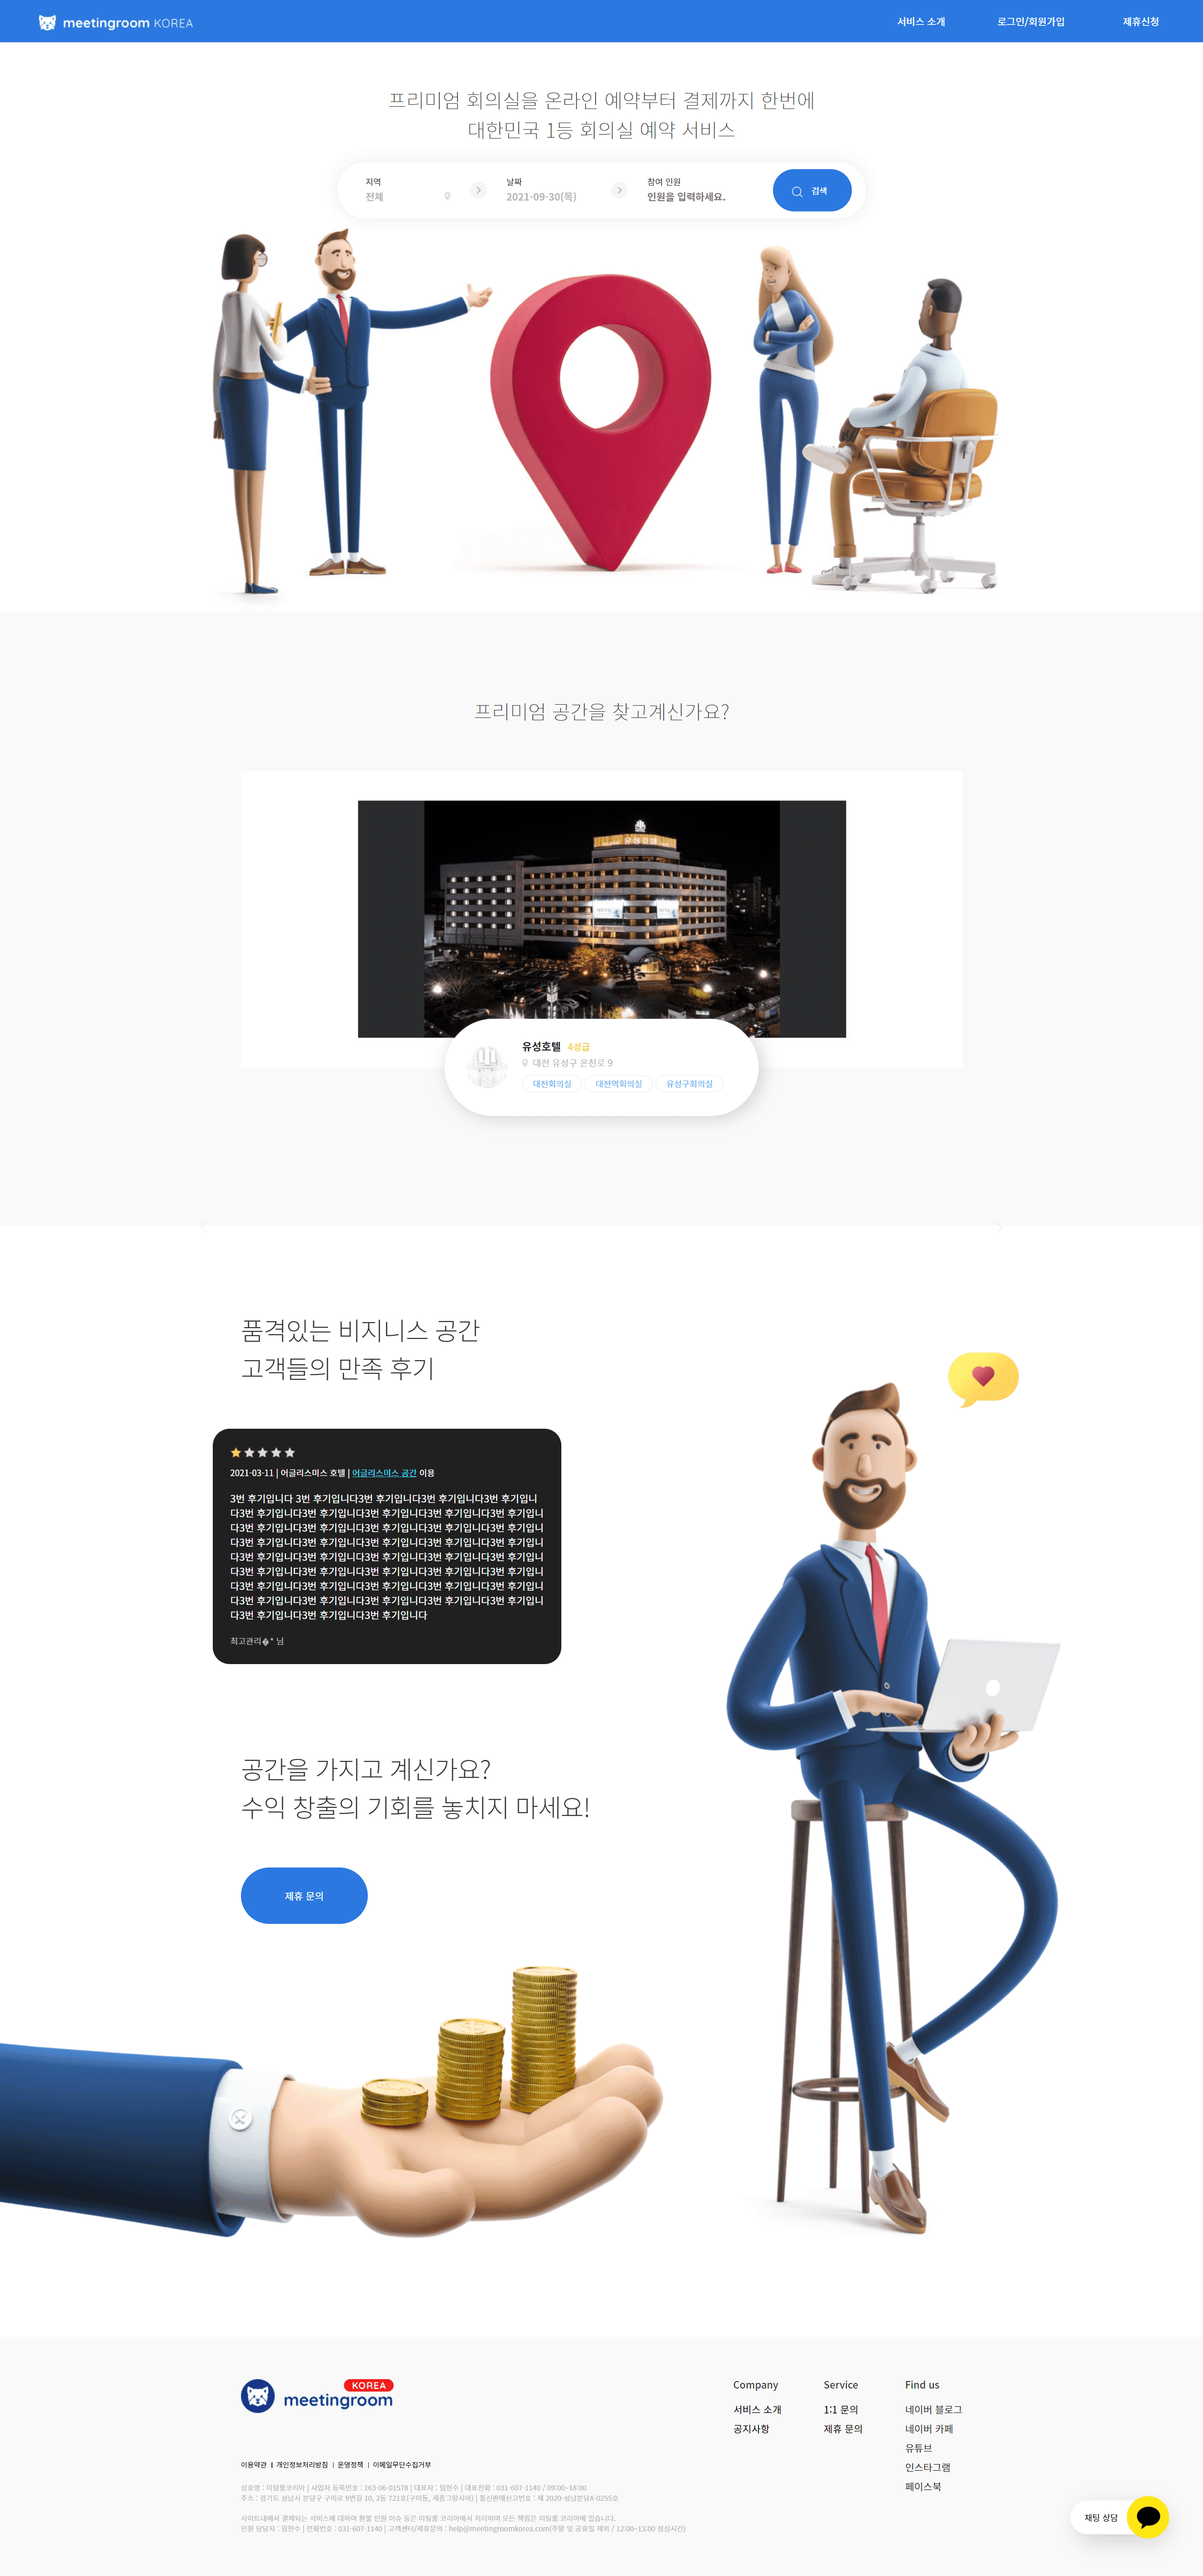 meetingroom KOREA
서비스 소개
로그인/회원가입
제휴신청
프리미엄 회의실을 온라인 예약부터 결제까지 한번에
대한민국 1등 회의실 예약 서비스
지역
전체
날짜
2021-09-30(목)
참여 인원
인원을 입력하세요.
검색
프리미엄 공간을 찾고계신가요?
유성호텔
유성호텔 4성급
대전 유성구 온천로 9
대전회의실 대전역회의실 유성구회의실
품격있는 비지니스 공간
고객들의 만족 후기
2021-03-11 | 어글리스미스 호텔 | 어글리스미스 공간 이용
3번 후기입니다 3번 후기입니다3번 후기입니다3번 후기입니다3번 후기입니
다3번 후기입니다3번 후기입니다3번 후기입니다3번 후기입니다3번 후기입니
다3번 후기입니다3번 후기입니다3번 후기입니다3번 후기입니다3번 후기입니
다3번 후기입니다3번 후기입니다3번 후기입니다3번 후기입니다3번 후기입니
다3번 후기입니다3번 후기입니다3번 후기입니다3번 후기입니다3번 후기입니
다3번 후기입니다3번 후기입니다3번 후기입니다3번 후기입니다3번 후기입니
다3번 후기입니다3번 후기입니다3번 후기입니다3번 후기입니다3번 후기입니
다3번 후기입니다3번 후기입니다3번 후기입니다3번 후기입니다3번 후기입니
다3번 후기입니다3번 후기입니다3번 후기입니다
최고관리�* 님
공간을 가지고 계신가요?
수익 창출의 기회를 놓치지 마세요!
제휴 문의
KOREA
meetingroom
Company
서비스 소개
공지사항
Service
1:1 문의
제휴 문의
Find us
네이버 블로그
네이버 카페
유튜브
인스타그램
페이스북
이용약관 | 개인정보처리방침 | 운영정책 | 이메일무단수집거부
상호명 : 미팅룸코리아 | 사업자 등록번호 : 163-06-01578 | 대표자 : 임현수 | 대표전화 : 031-607-1140 / 09:00~18:00
주소 : 경기도 성남시 분당구 구미로 9번길 10, 2동 721호(구미동, 세종그랑시아) | 통신판매신고번호 : 제 2020-성남분당A-0255호
사이트내에서 결제되는 서비스에 대하여 환불 민원 이슈 등은 미팅룸 코리아에서 처리하며 모든 책임은 미팅룸 코리아에 있습니다.
민원 담당자 : 임현수 | 전화번호 : 031-607-1140 | 고객센터/제휴문의 : help@meetingroomkorea.com(주말 및 공휴일 제외 / 12:00~13:00 점심시간)
채팅 상담